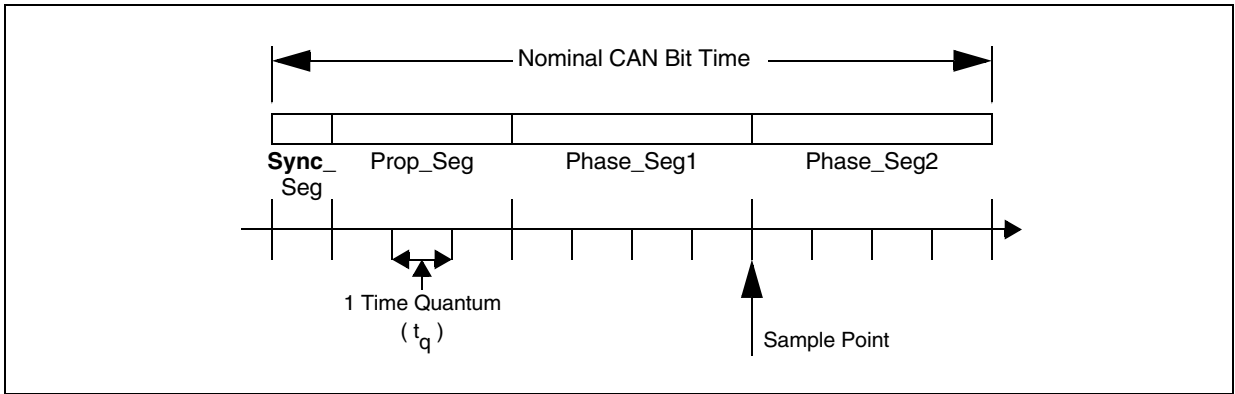 Nominal CAN Bit Time
Sync_
Seg
Prop_Seg
Phase_Seg1
Phase_Seg2
1 Time Quantum
( tq )
Sample Point